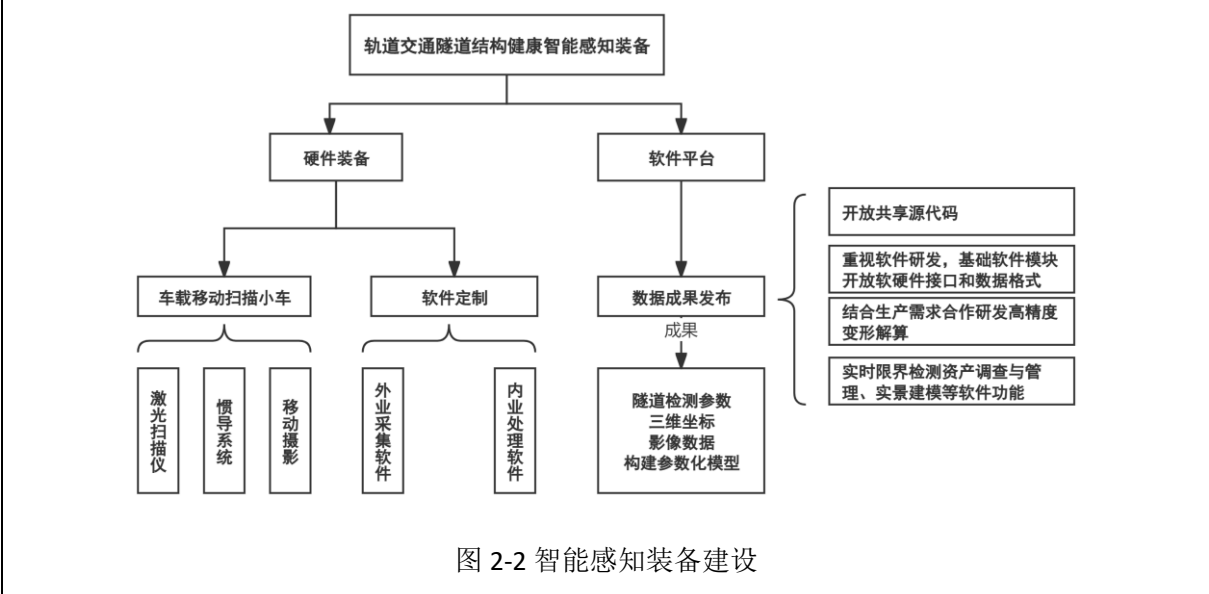 轨道交通隧道结构健康智能感知装备
硬件装备
软件平台
车载移动扫描小车
软件定制
数据成果发布
开放共享源代码
重视软件研发，基础软件模块
开放软硬件接口和数据格式
结合生产需求合作研发高精度
变形解算
实时限界检测资产调查与管
理、实景建模等软件功能
成果
激光扫描仪
惯导系统
移动摄影
外业采集软件
内业处理软件
隧道检测参数
三维坐标
影像数据
构建参数化模型
图 2-2 智能感知装备建设